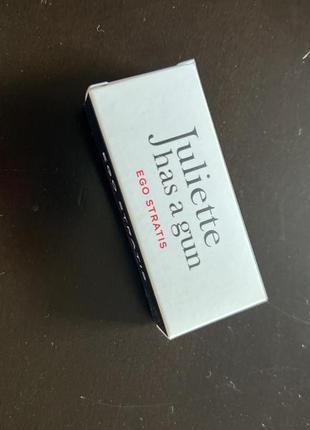 Juliette
has a gun
EGO STRATIS